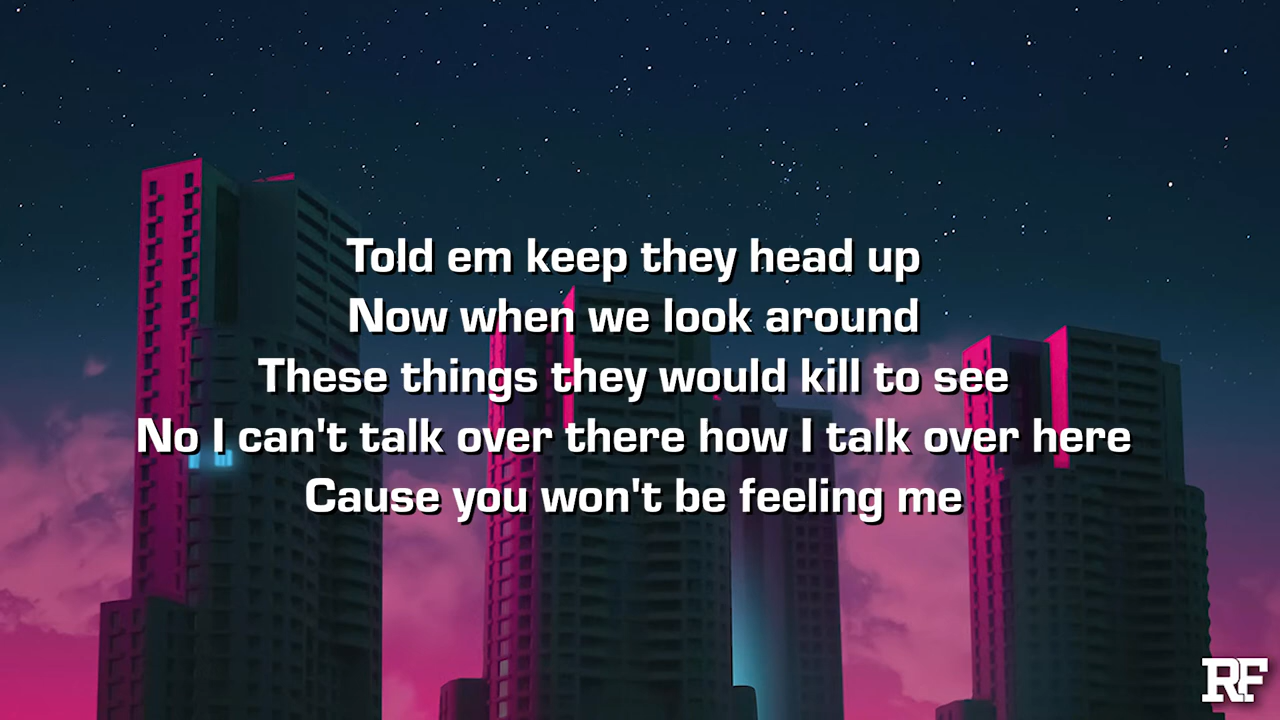 Told em keep they head up
Now when we look around
These things they would kill to see
No I can't talk over there how I talk over here
Cause you won't be feeling me
RF